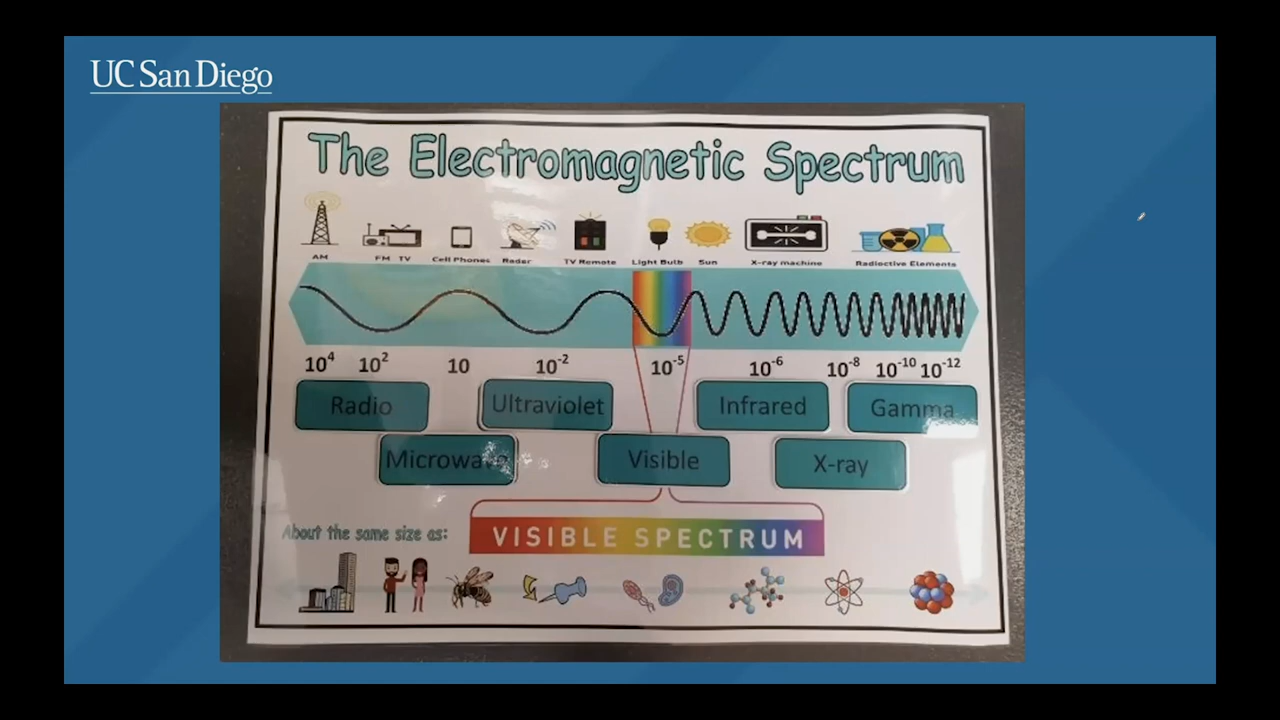 UC San Diego
The Electromagnetic Spectrum
AM FM TV Cell Phones Radar TV Remote Light Bulb Sun X-ray machine Radioctive Elements
10⁴ 10² 10 10⁻² 10⁻⁵ 10⁻⁶ 10⁻⁸ 10⁻¹⁰ 10⁻¹²
Radio Ultraviolet Infrared Gamma
Microwave Visible X-ray
About the same size as:
VISIBLE SPECTRUM